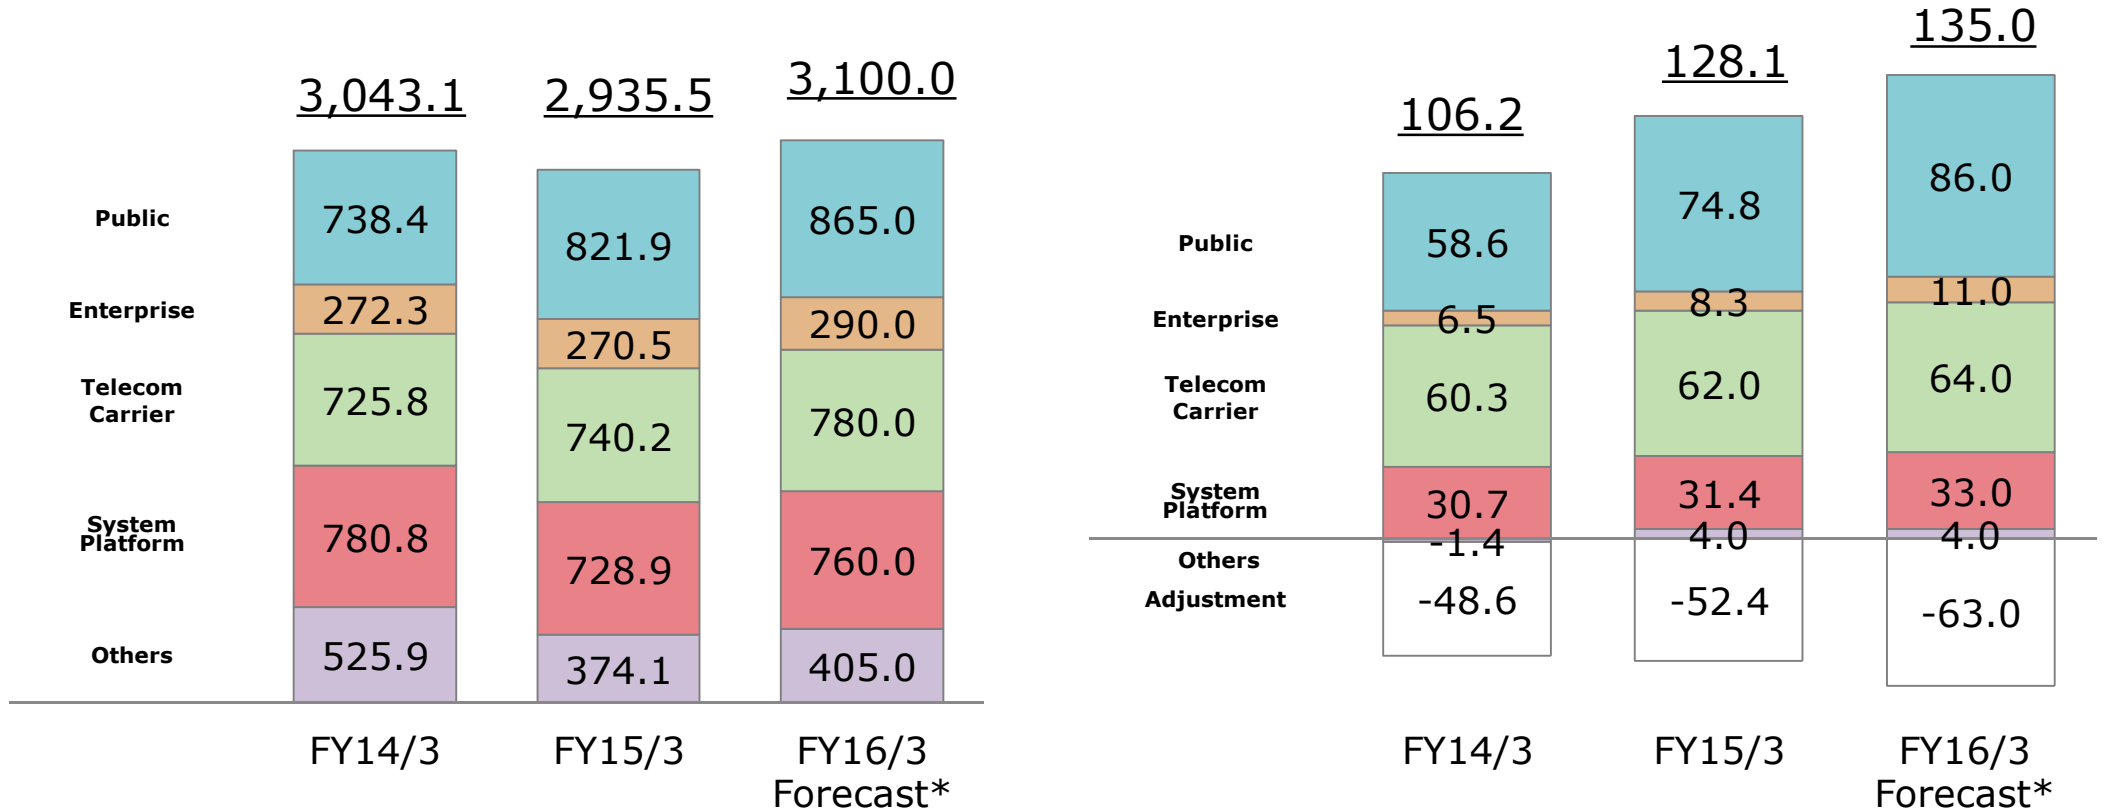 3,043.1 2,935.5 3,100.0
Public 738.4 821.9 865.0
Enterprise 272.3 270.5 290.0
Telecom
Carrier 725.8 740.2 780.0
System
Platform 780.8 728.9 760.0
Others 525.9 374.1 405.0
FY14/3 FY15/3 FY16/3
Forecast*
106.2 128.1 135.0
Public 58.6 74.8 86.0
Enterprise 6.5 8.3 11.0
Telecom
Carrier 60.3 62.0 64.0
System
Platform 30.7 31.4 33.0
Others -1.4 4.0 4.0
Adjustment -48.6 -52.4 -63.0
FY14/3 FY15/3 FY16/3
Forecast*